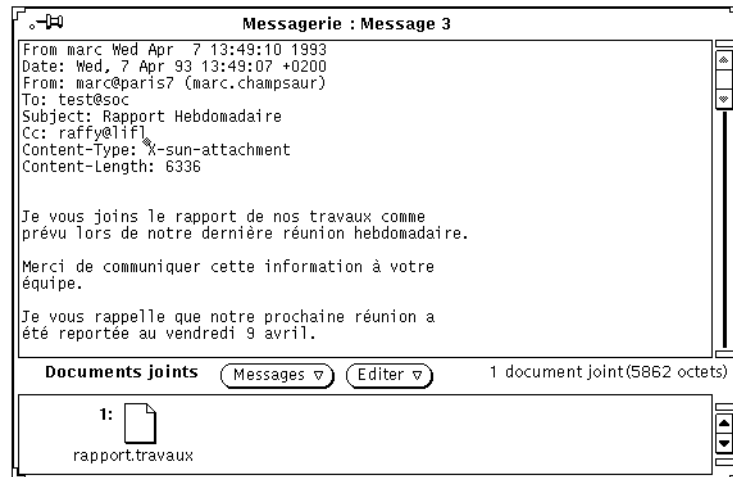 Messagerie : Message 3
From marc Wed Apr  7 13:49:10 1993
Date: Wed, 7 Apr 93 13:49:07 +0200
From: marc@paris7 (marc.champsaur)
To: test@soc
Subject: Rapport Hebdomadaire
Cc: raffy@lifl
Content-Type: X-sun-attachment
Content-Length: 6336
Je vous joins le rapport de nos travaux comme
prévu lors de notre dernière réunion hebdomadaire.
Merci de communiquer cette information à votre
équipe.
Je vous rappelle que notre prochaine réunion a
été reportée au vendredi 9 avril.
Documents joints Messages Editer 1 document joint(5862 octets)
1:
rapport.travaux